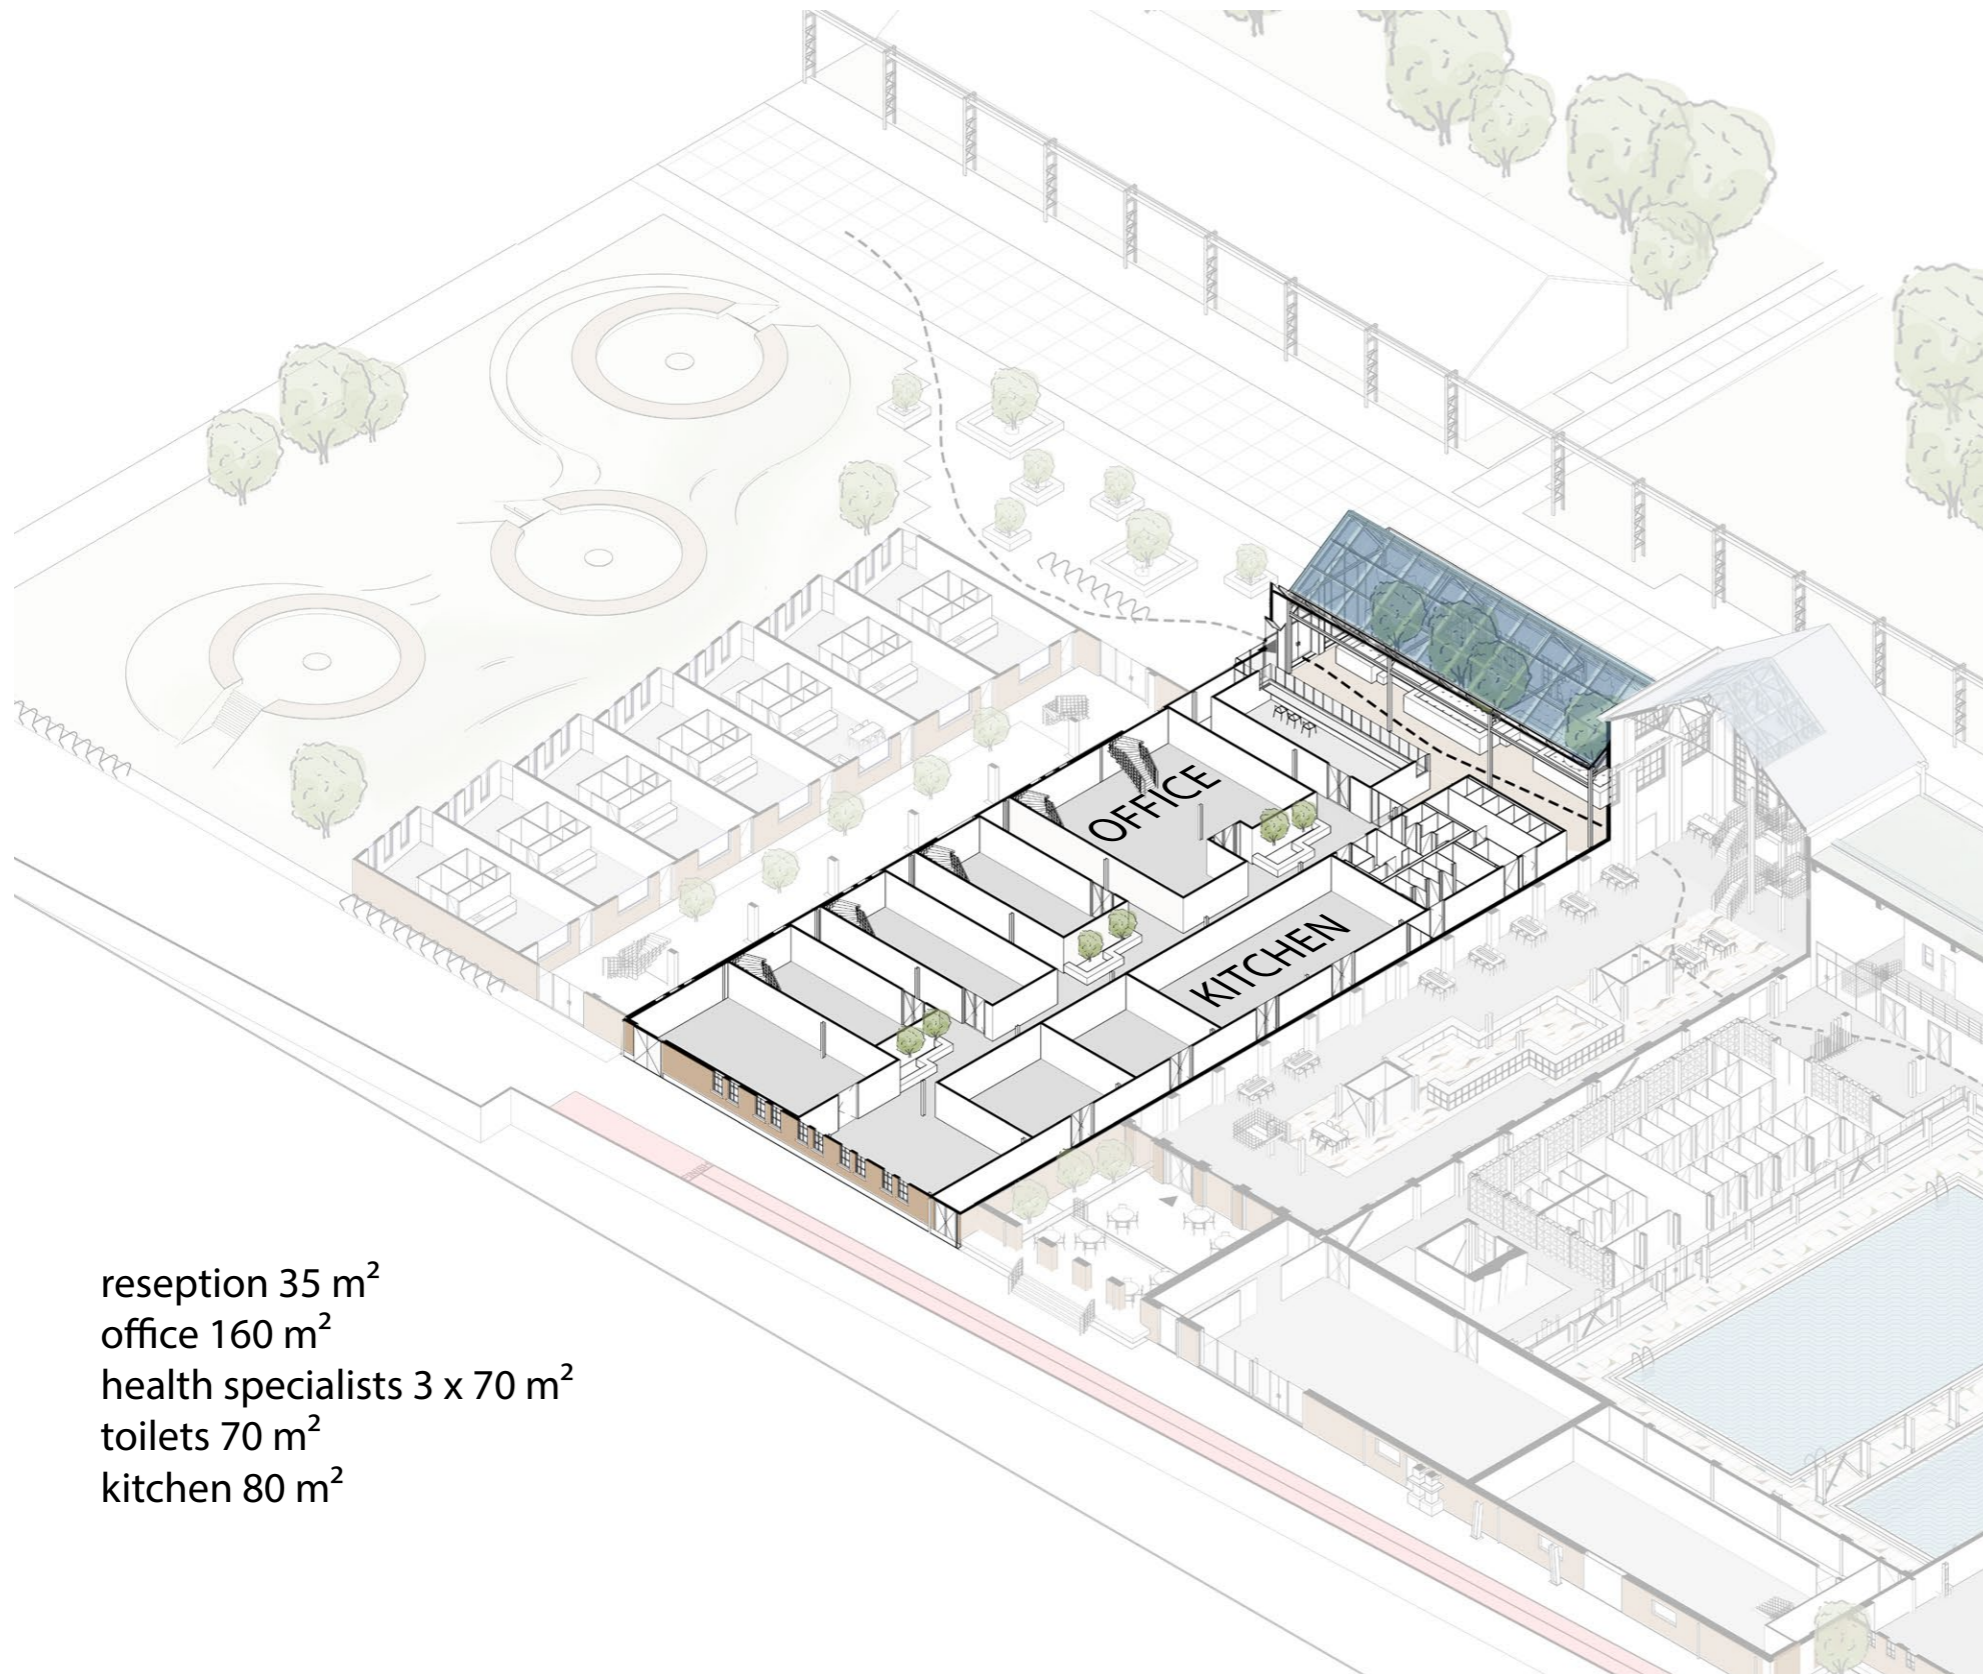 OFFICE
KITCHEN
reseption 35 m²
office 160 m²
health specialists 3 x 70 m²
toilets 70 m²
kitchen 80 m²